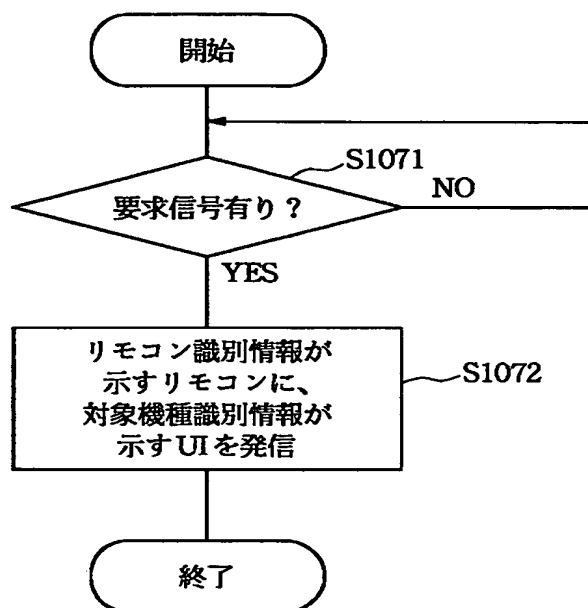 開始
S1071
要求信号有り？
NO
YES
リモコン識別情報が
示すリモコンに、
対象機種識別情報が
示すUIを発信
S1072
終了